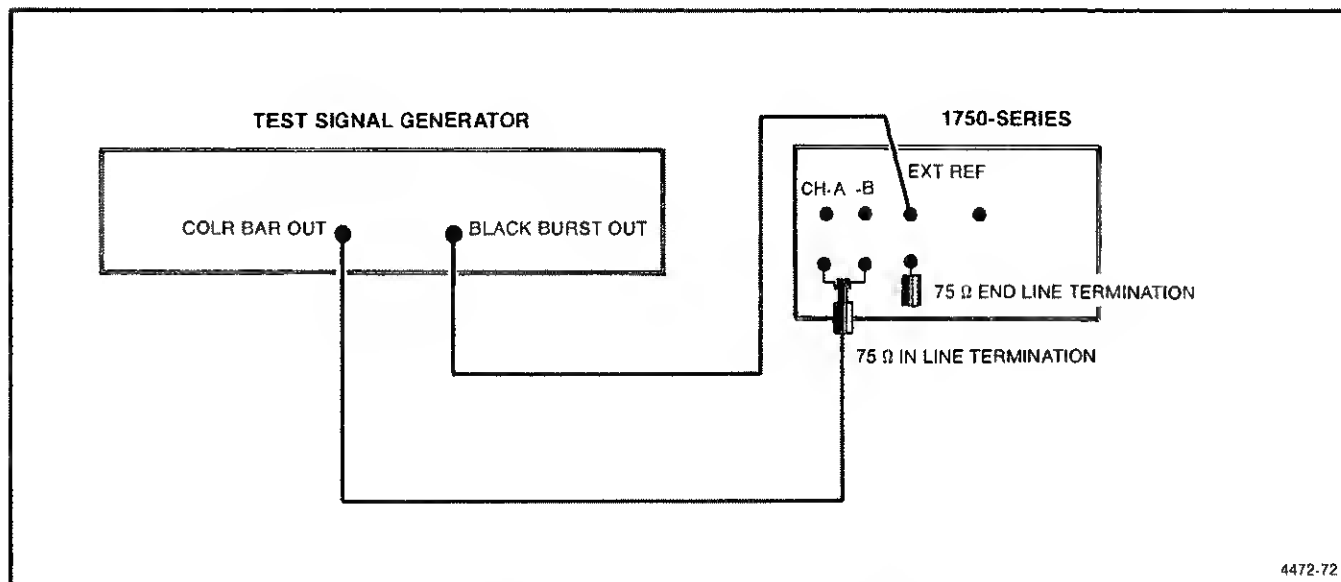 TEST SIGNAL GENERATOR
1750-SERIES
EXT REF
CH-A -B
COLR BAR OUT
BLACK BURST OUT
75 Ω END LINE TERMINATION
75 Ω IN LINE TERMINATION
4472-72